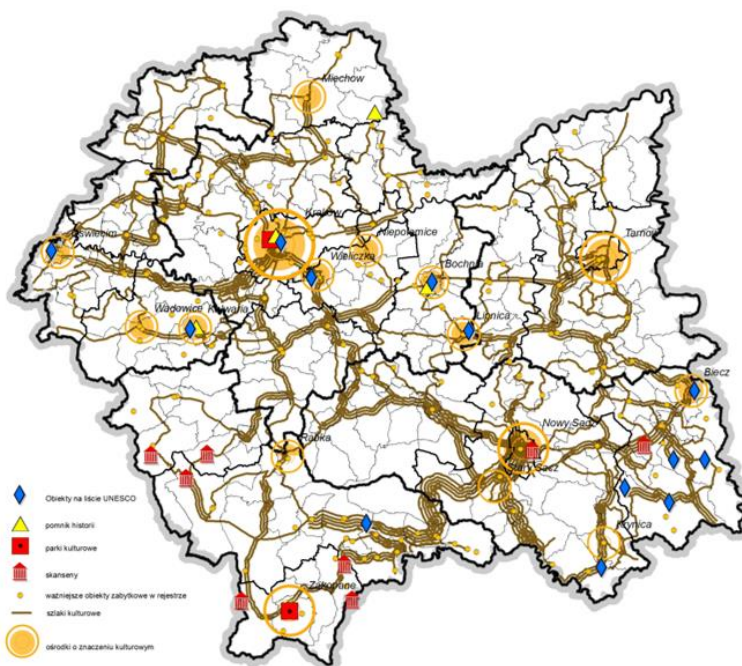 Miechów
Kraków
Niepołomice
Tarnów
Oświęcim
Wieliczka
Bochnia
Wadowice
Kalwaria
Lipnica
Biecz
Nowy Sącz
Rabka
Stary Sącz
Krynica
Zakopane
Obiekty na liście UNESCO
pomnik historii
parki kulturowe
skanseny
ważniejsze obiekty zabytkowe w rejestrze
szlaki kulturowe
ośrodki o znaczeniu kulturowym